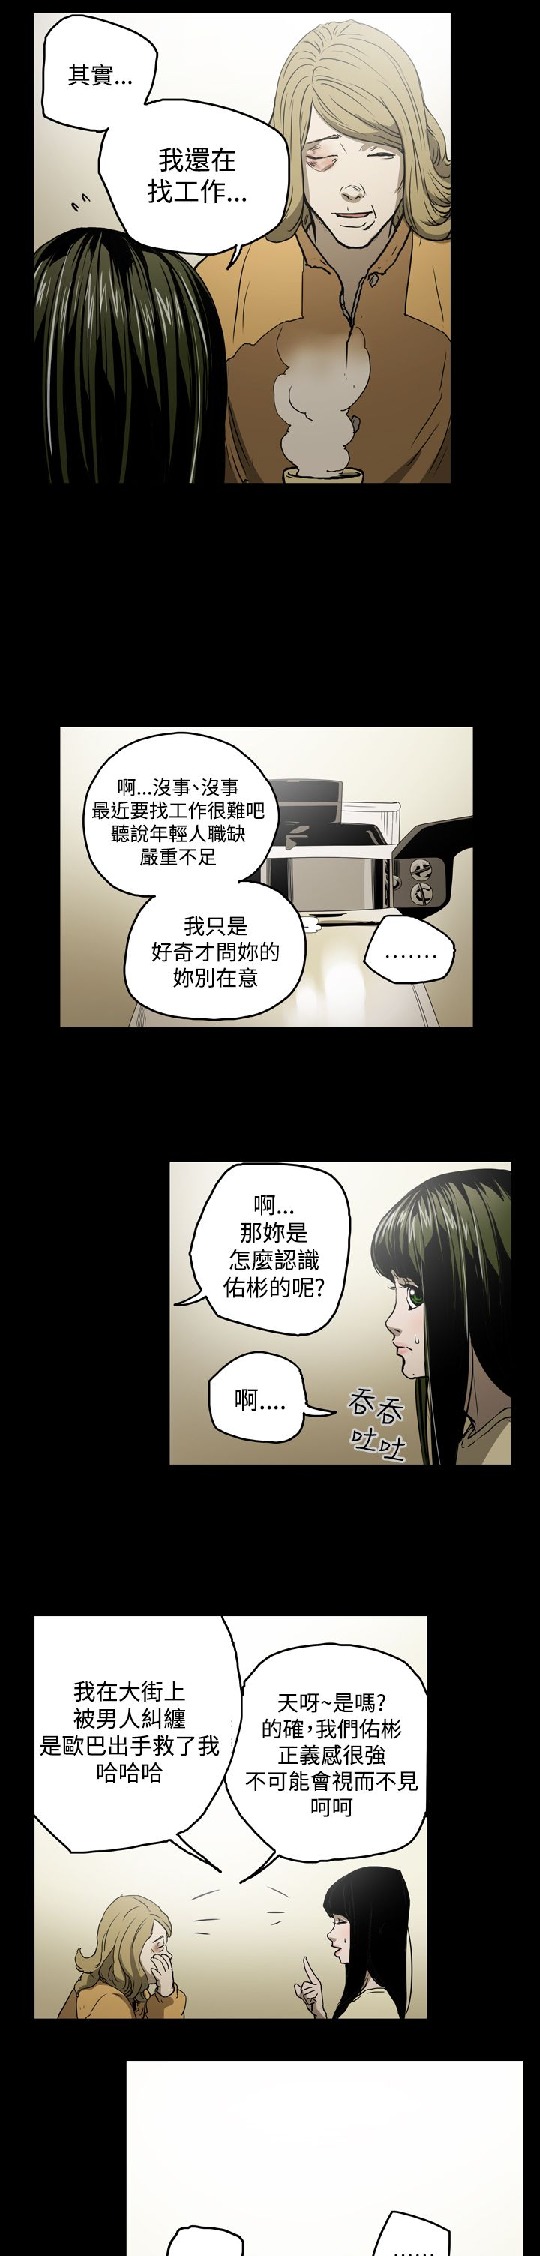 其實...
我還在
找工作...
啊...沒事、沒事
最近要找工作很難吧
聽說年輕人職缺
嚴重不足
我只是
好奇才問妳的
妳別在意
.......
啊...
那妳是
怎麼認識
佑彬的呢?
啊....
吞吞
吐吐
我在大街上
被男人糾纏
是歐巴出手救了我
哈哈哈
天呀~是嗎?
的確,我們佑彬
正義感很強
不可能會視而不見
呵呵
......